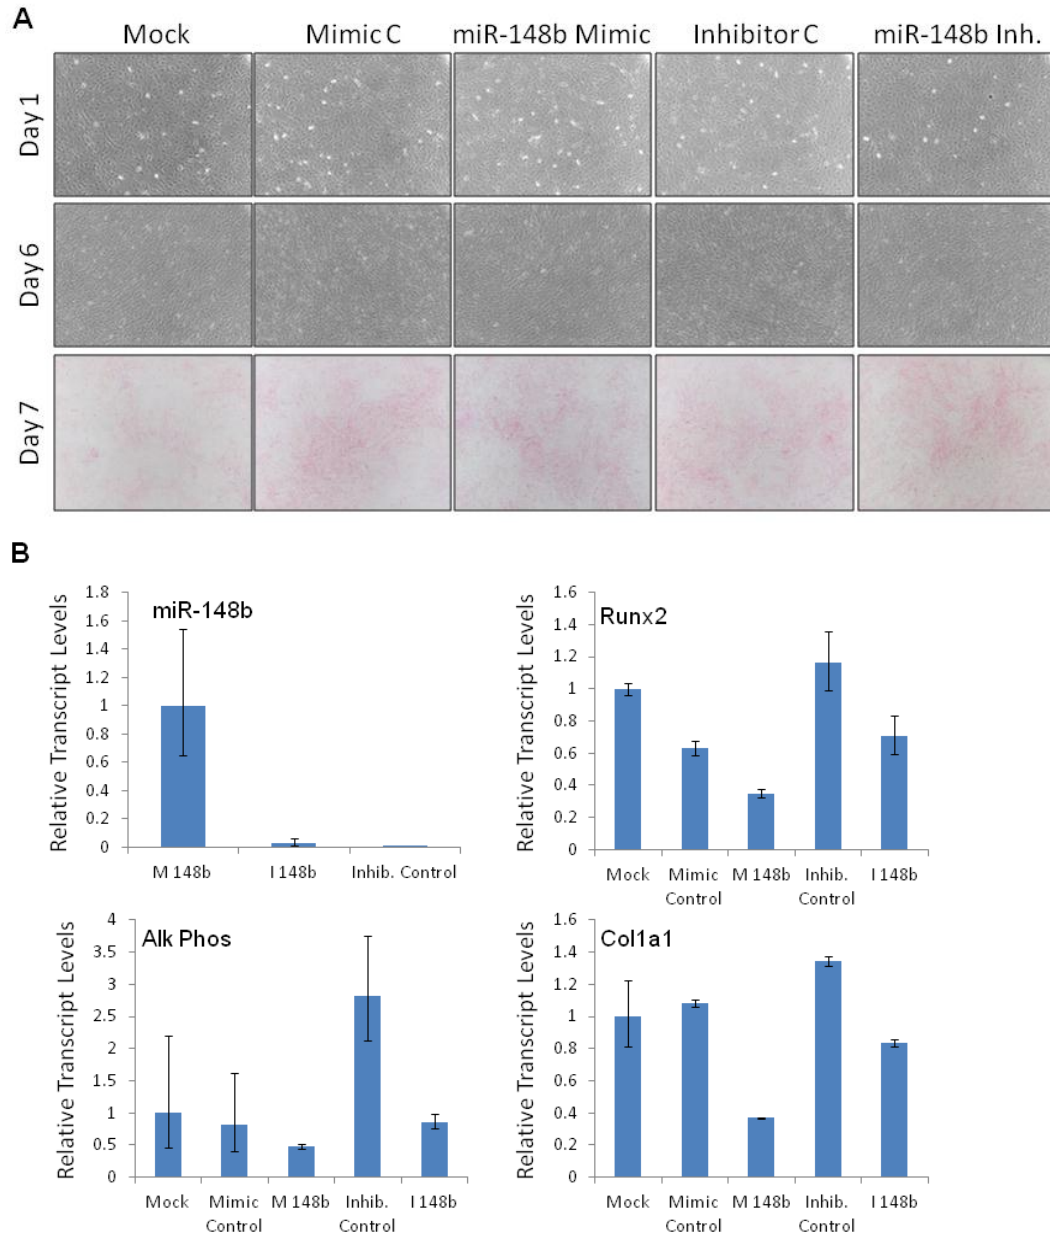 A
Mock Mimic C miR-148b Mimic Inhibitor C miR-148b Inh.
Day 1
Day 6
Day 7
B
miR-148b
Relative Transcript Levels
1.8
1.6
1.4
1.2
1
0.8
0.6
0.4
0.2
0
M 148b I 148b Inhib. Control
Runx2
Relative Transcript Levels
1.6
1.4
1.2
1
0.8
0.6
0.4
0.2
0
Mock Mimic M 148b Inhib. I 148b
Control Control
Alk Phos
Relative Transcript Levels
4
3.5
3
2.5
2
1.5
1
0.5
0
Mock Mimic M 148b Inhib. I 148b
Control Control
Col1a1
Relative Transcript Levels
1.6
1.4
1.2
1
0.8
0.6
0.4
0.2
0
Mock Mimic M 148b Inhib. I 148b
Control Control